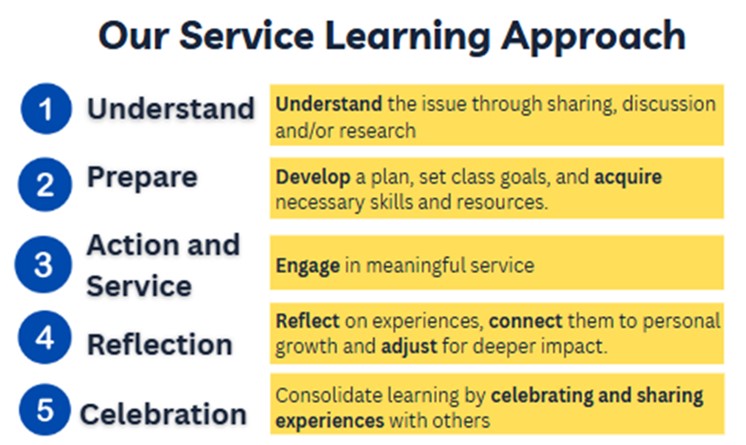 Our Service Learning Approach
1 Understand
Understand the issue through sharing, discussion
and/or research
2 Prepare
Develop a plan, set class goals, and acquire
necessary skills and resources.
3 Action and
Service
Engage in meaningful service
4 Reflection
Reflect on experiences, connect them to personal
growth and adjust for deeper impact.
5 Celebration
Consolidate learning by celebrating and sharing
experiences with others